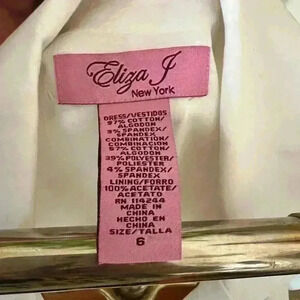 Eliza J
New York
DRESS/VESTIDOS
97% COTTON/
ALGODON
3% SPANDEX/
SPANDEX
COMBINATION/
COMBINACION
57% COTTON/
ALGODON
39% POLYESTER/
POLIESTER
4% SPANDEX/
SPANDEX
LINING/FORRO
100% ACETATE/
ACETATO
RN 114244
MADE IN
CHINA
HECHO EN
CHINA
SIZE/TALLA
6